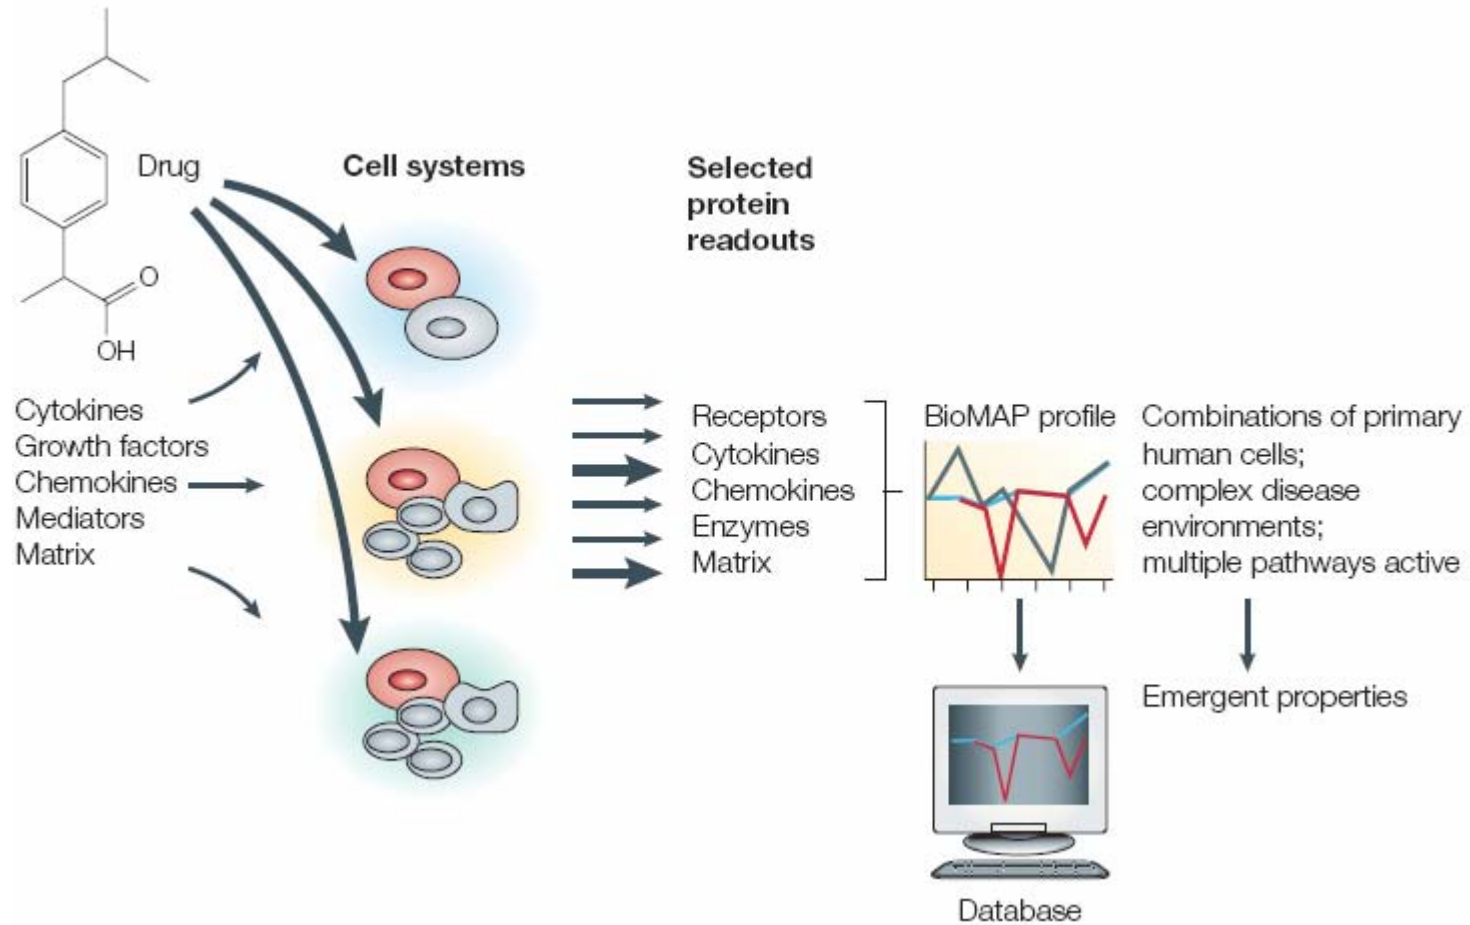 Drug
Cell systems
Selected
protein
readouts
O
OH
Cytokines
Growth factors
Chemokines
Mediators
Matrix
Receptors
Cytokines
Chemokines
Enzymes
Matrix
BioMAP profile
Combinations of primary
human cells;
complex disease
environments;
multiple pathways active
Emergent properties
Database